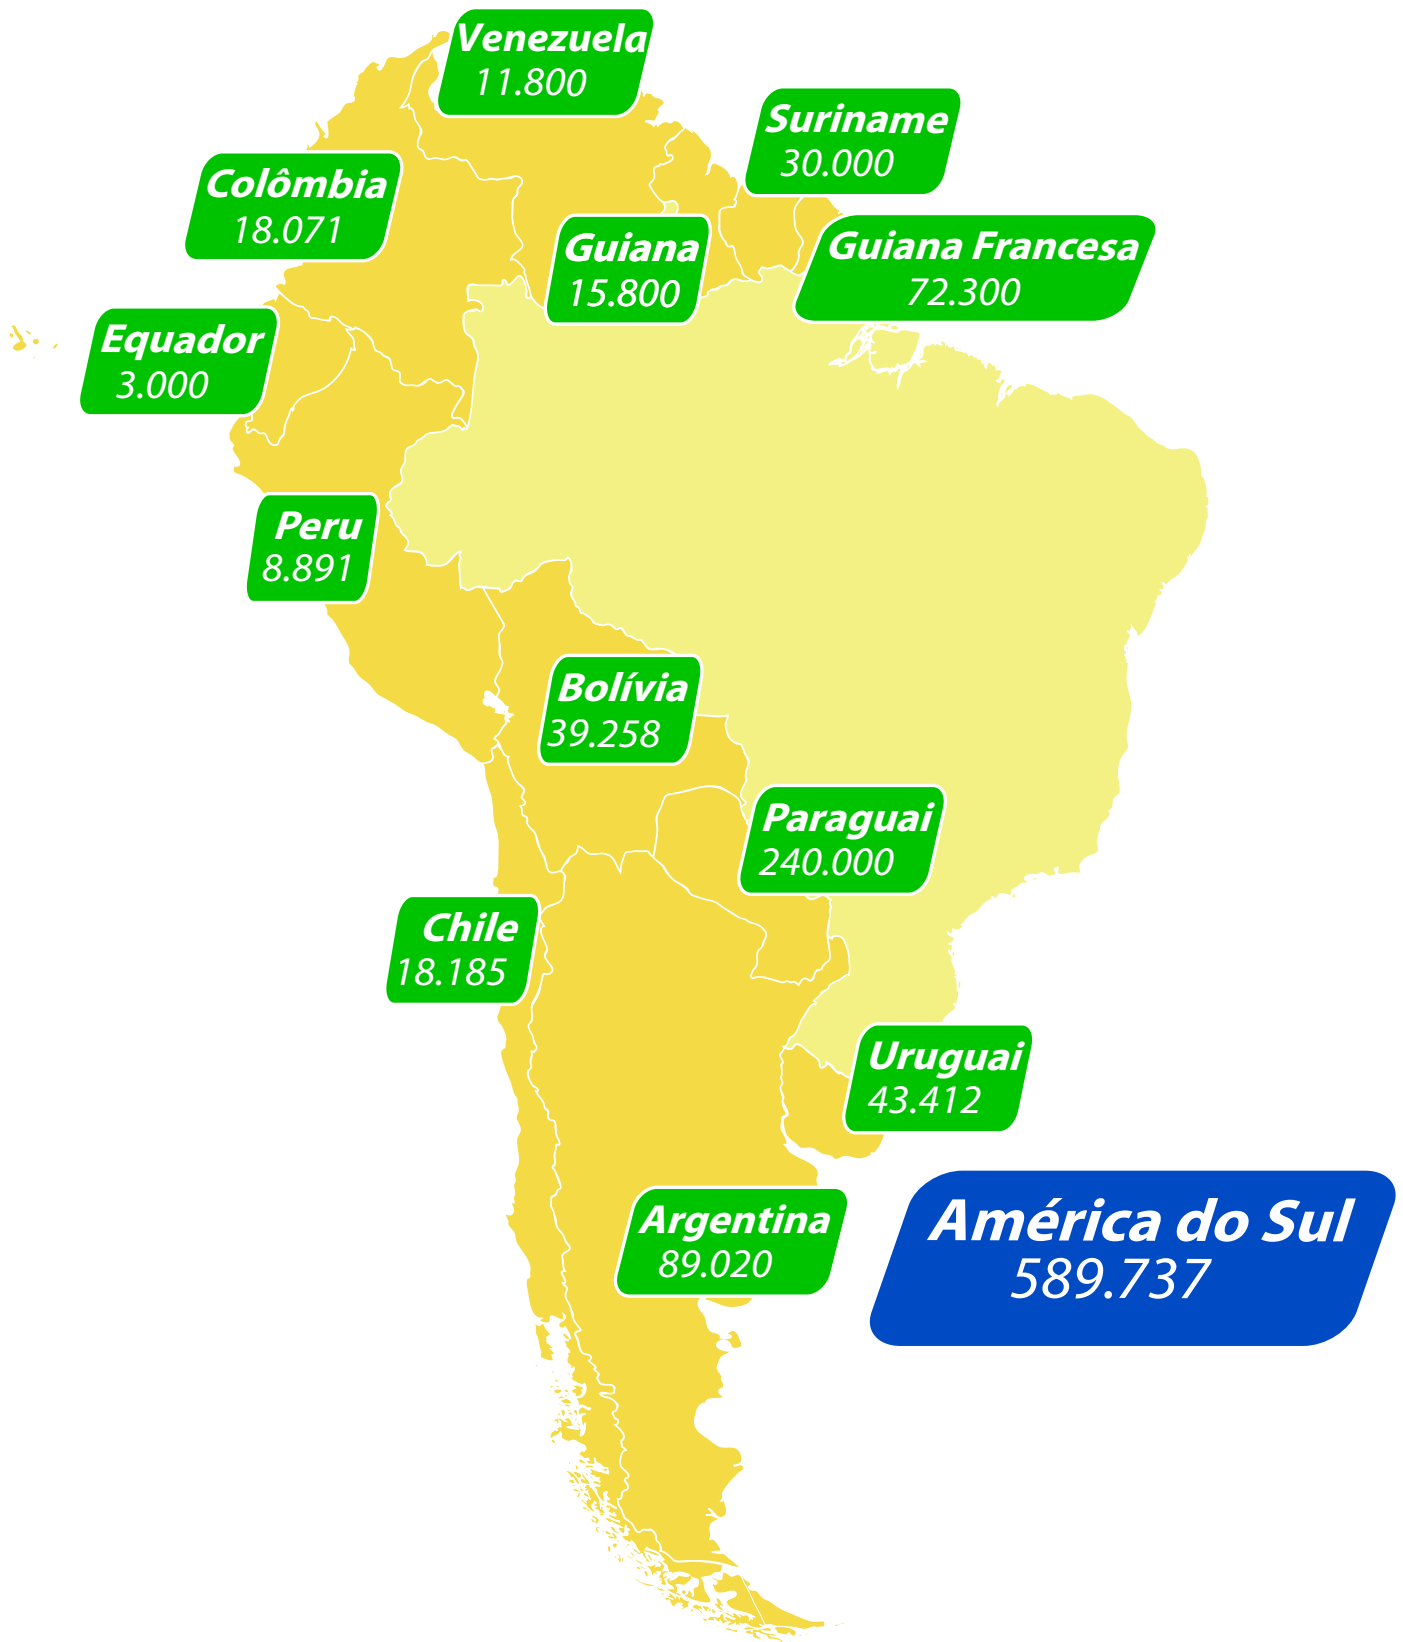 Venezuela
11.800
Suriname
30.000
Colômbia
18.071
Guiana
15.800
Guiana Francesa
72.300
Equador
3.000
Peru
8.891
Bolívia
39.258
Paraguai
240.000
Chile
18.185
Uruguai
43.412
Argentina
89.020
América do Sul
589.737